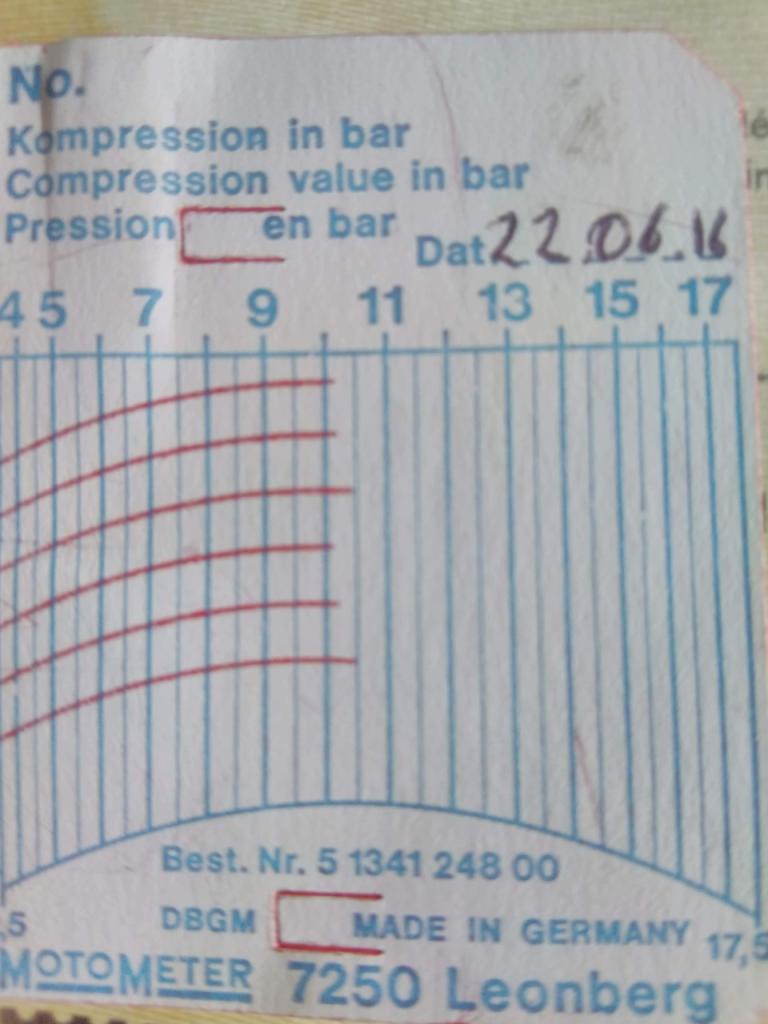 No.
Kompression in bar
Compression value in bar
Pression en bar
Dat 22.06.16
4 5 7 9 11 13 15 17
Best. Nr. 5 1341 248 00
DBGM MADE IN GERMANY
,5 17,5
MOTOMETER 7250 Leonberg